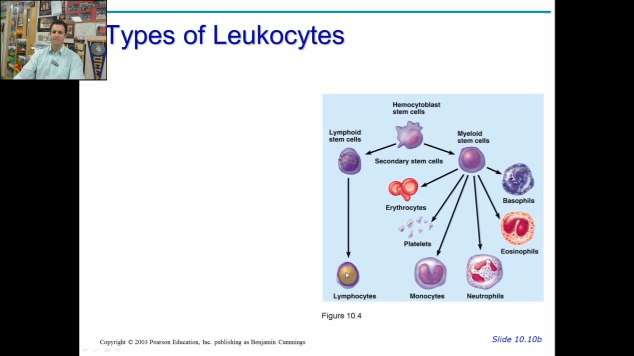 Types of Leukocytes
UCLA
Hemocytoblast
stem cells
Lymphoid
stem cells
Myeloid
stem cells
Secondary stem cells
Erythrocytes
Basophils
Platelets
Eosinophils
Lymphocytes
Monocytes
Neutrophils
Figure 10.4
Copyright © 2003 Pearson Education, Inc. publishing as Benjamin Cummings
Slide 10.10b